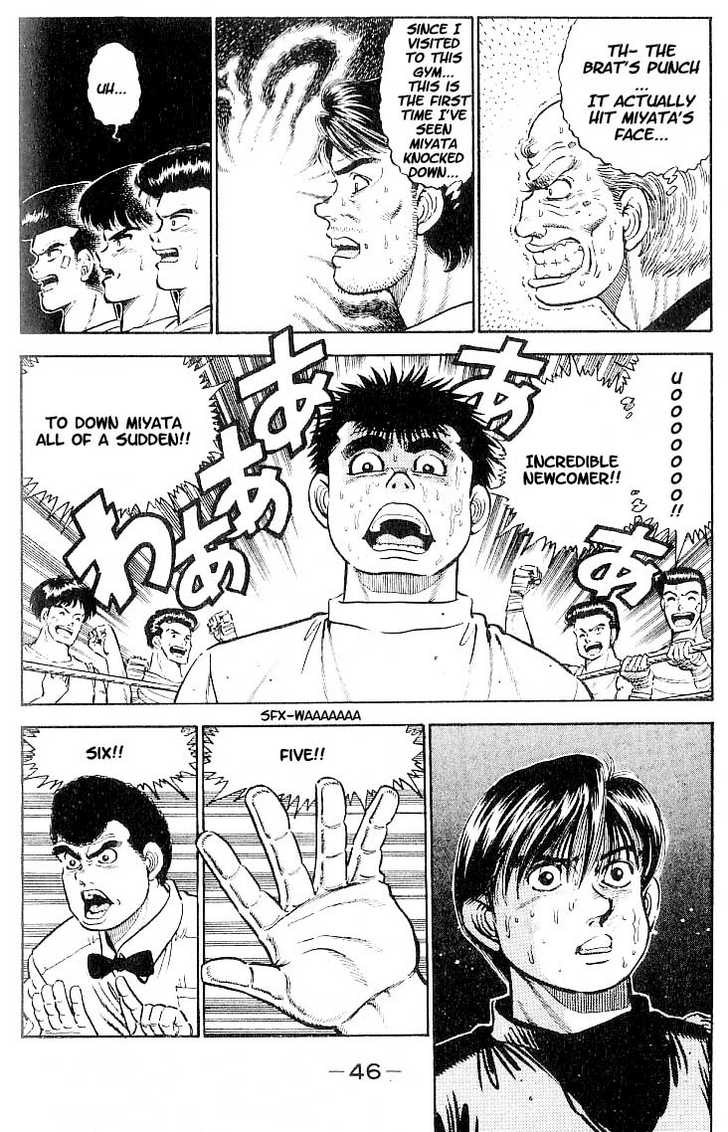 TH- THE
BRAT'S PUNCH
...
IT ACTUALLY
HIT MIYATA'S
FACE...
SINCE I
VISITED
TO THIS
GYM...
THIS IS
THE FIRST
TIME I'VE
SEEN
MIYATA
KNOCKED
DOWN...
UH...
UOOOOOOO!!
INCREDIBLE
NEWCOMER!!
TO DOWN MIYATA
ALL OF A SUDDEN!!
わああああああ
SFX-WAAAAAAA
FIVE!!
SIX!!
-46-